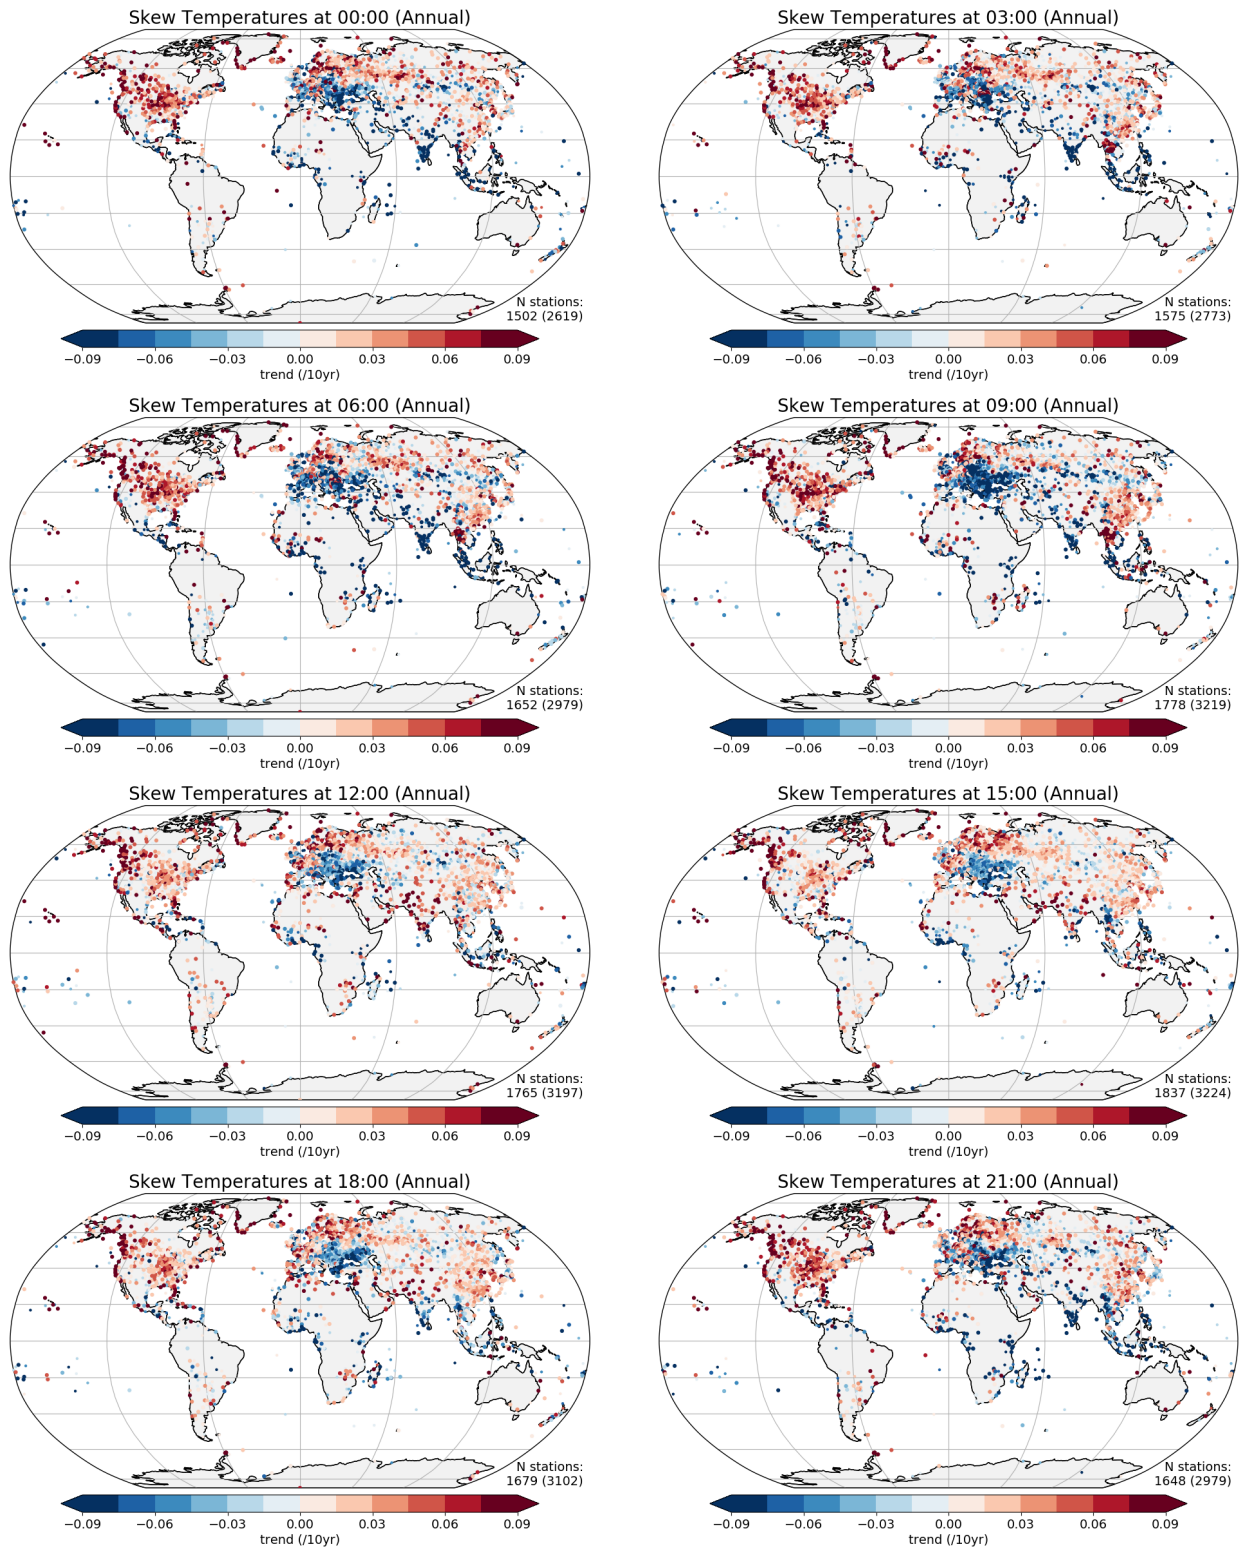 Skew Temperatures at 00:00 (Annual)
N stations:
1502 (2619)
−0.09 −0.06 −0.03 0.00 0.03 0.06 0.09
trend (/10yr)
Skew Temperatures at 03:00 (Annual)
N stations:
1575 (2773)
−0.09 −0.06 −0.03 0.00 0.03 0.06 0.09
trend (/10yr)
Skew Temperatures at 06:00 (Annual)
N stations:
1652 (2979)
−0.09 −0.06 −0.03 0.00 0.03 0.06 0.09
trend (/10yr)
Skew Temperatures at 09:00 (Annual)
N stations:
1778 (3219)
−0.09 −0.06 −0.03 0.00 0.03 0.06 0.09
trend (/10yr)
Skew Temperatures at 12:00 (Annual)
N stations:
1765 (3197)
−0.09 −0.06 −0.03 0.00 0.03 0.06 0.09
trend (/10yr)
Skew Temperatures at 15:00 (Annual)
N stations:
1837 (3224)
−0.09 −0.06 −0.03 0.00 0.03 0.06 0.09
trend (/10yr)
Skew Temperatures at 18:00 (Annual)
N stations:
1679 (3102)
−0.09 −0.06 −0.03 0.00 0.03 0.06 0.09
trend (/10yr)
Skew Temperatures at 21:00 (Annual)
N stations:
1648 (2979)
−0.09 −0.06 −0.03 0.00 0.03 0.06 0.09
trend (/10yr)